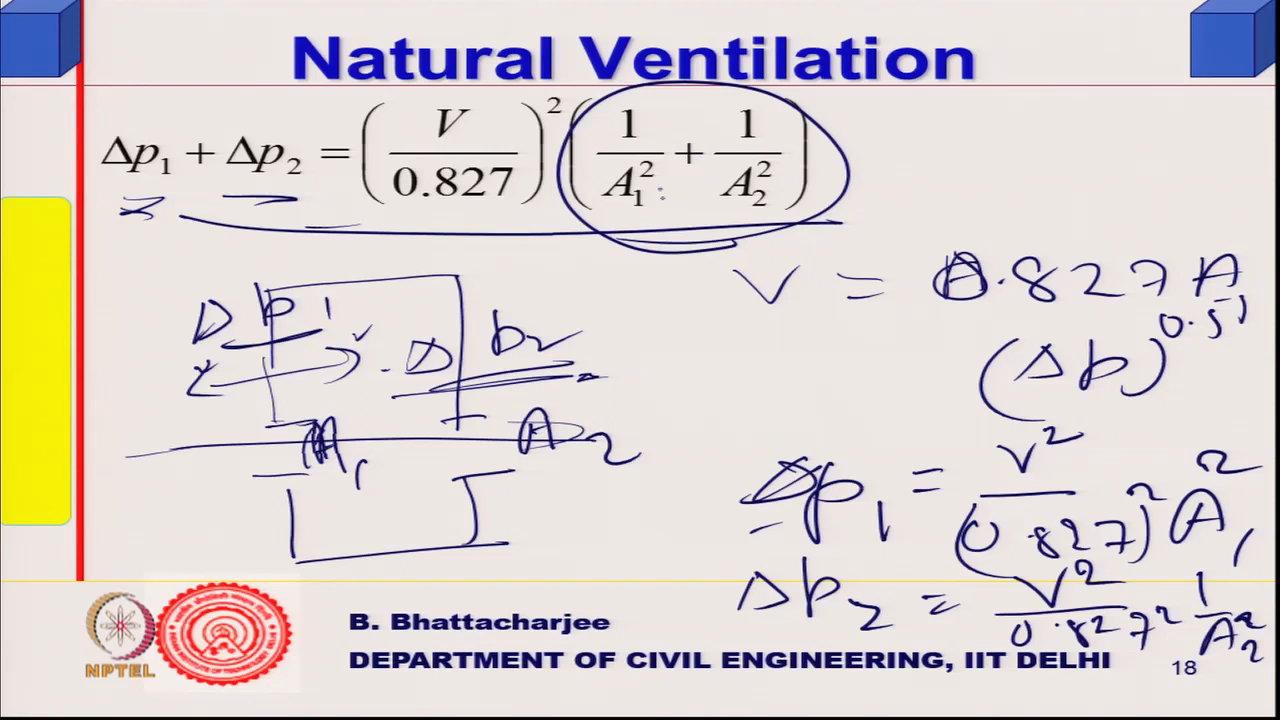 Natural Ventilation
Δp₁ + Δp₂ = (V / 0.827)² (1 / A₁² + 1 / A₂²)
V = 0.827 A
(Δp)^0.5
Δp₁
Δp₂
A₁
A₂
Δp₁ = V² / (0.827)² A₁²
Δp₂ = V² / 0.827² 1 / A₂²
B. Bhattacharjee
DEPARTMENT OF CIVIL ENGINEERING, IIT DELHI
18
NPTEL